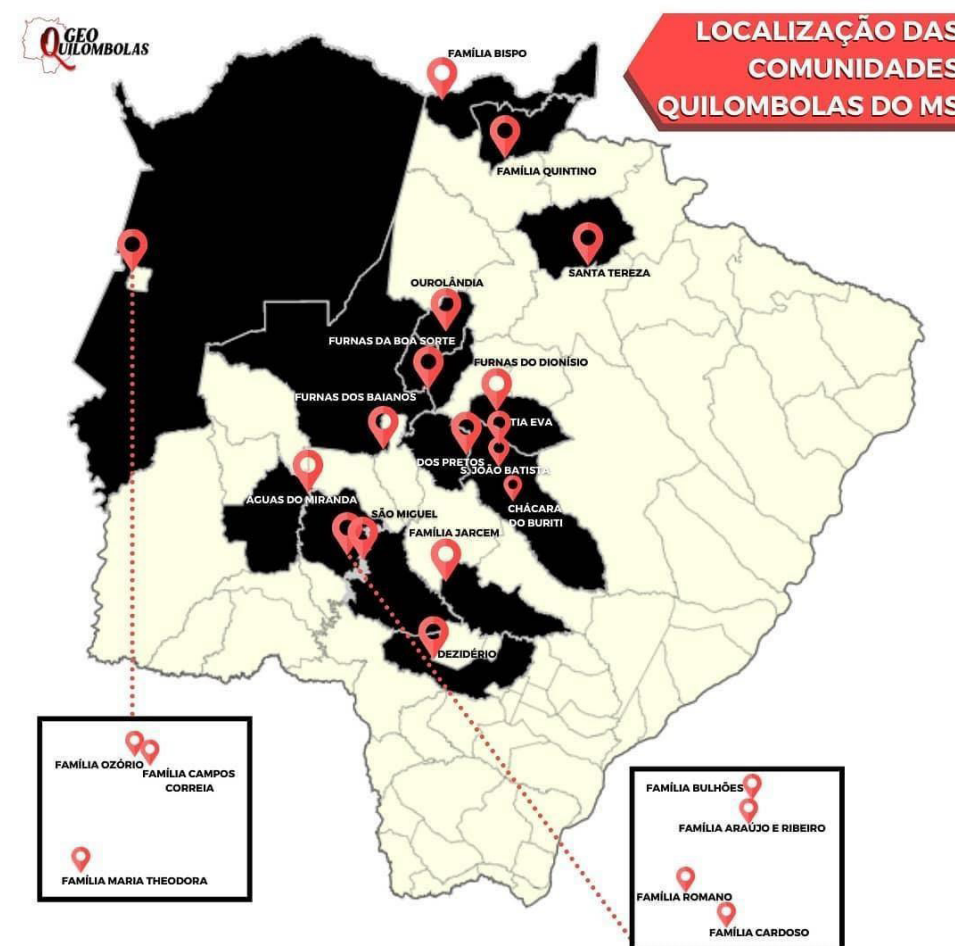 GEO
QUILOMBOLAS
LOCALIZAÇÃO DAS
COMUNIDADES
QUILOMBOLAS DO MS
FAMÍLIA BISPO
FAMÍLIA QUINTINO
SANTA TEREZA
OUROLÂNDIA
FURNAS DA BOA SORTE
FURNAS DO DIONÍSIO
FURNAS DOS BAIANOS
TIA EVA
DOS PRETOS
S. JOÃO BATISTA
ÁGUAS DO MIRANDA
CHÁCARA
DO BURITI
SÃO MIGUEL
FAMÍLIA JARCEM
DEZIDÉRIO
FAMÍLIA OZÓRIO
FAMÍLIA CAMPOS
CORREIA
FAMÍLIA MARIA THEODORA
FAMÍLIA BULHÕES
FAMÍLIA ARAÚJO E RIBEIRO
FAMÍLIA ROMANO
FAMÍLIA CARDOSO